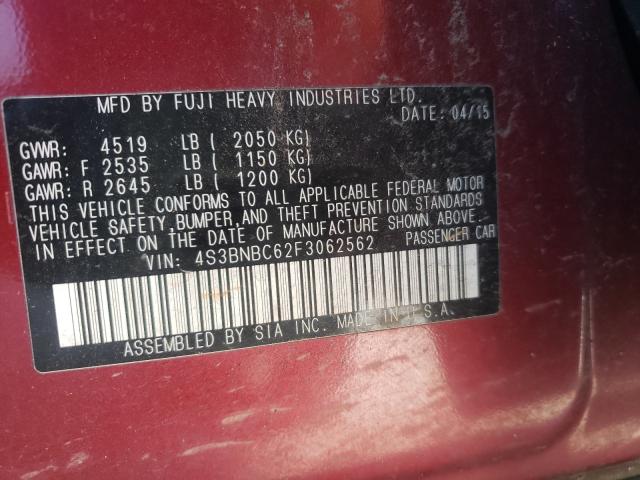 MFD BY FUJI HEAVY INDUSTRIES LTD.
DATE: 04/15
GVWR: 4519 LB ( 2050 KG)
GAWR: F 2535 LB ( 1150 KG)
GAWR: R 2645 LB ( 1200 KG)
THIS VEHICLE CONFORMS TO ALL APPLICABLE FEDERAL MOTOR
VEHICLE SAFETY, BUMPER, AND THEFT PREVENTION STANDARDS
IN EFFECT ON THE DATE OF MANUFACTURE SHOWN ABOVE.
VIN: 4S3BNBC62F3062562 PASSENGER CAR
ASSEMBLED BY SIA INC. MADE IN U.S.A.